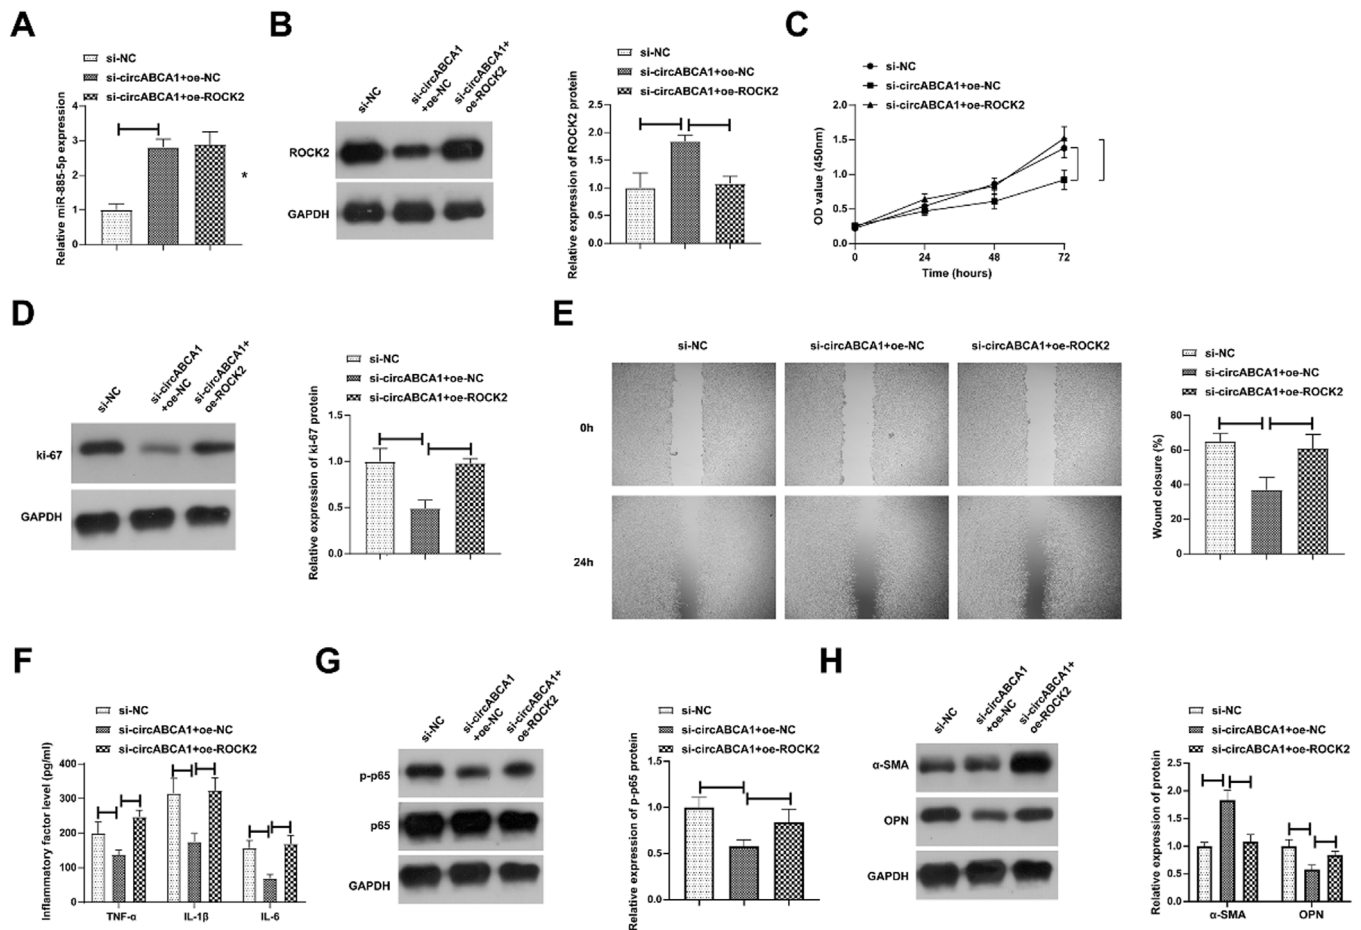 A
si-NC
si-circABCA1+oe-NC
si-circABCA1+oe-ROCK2
Relative miR-885-5p expression
4
3
2
1
0
*
B
si-NC
si-circABCA1
+oe-NC
si-circABCA1+
oe-ROCK2
ROCK2
GAPDH
si-NC
si-circABCA1+oe-NC
si-circABCA1+oe-ROCK2
Relative expression of ROCK2 protein
2.5
2.0
1.5
1.0
0.5
0.0
C
si-NC
si-circABCA1+oe-NC
si-circABCA1+oe-ROCK2
OD value (450nm)
2.0
1.5
1.0
0.5
0.0
0
24
48
72
Time (hours)
D
si-NC
si-circABCA1
+oe-NC
si-circABCA1+
oe-ROCK2
ki-67
GAPDH
si-NC
si-circABCA1+oe-NC
si-circABCA1+oe-ROCK2
Relative expression of ki-67 protein
1.5
1.0
0.5
0.0
E
si-NC
si-circABCA1+oe-NC
si-circABCA1+oe-ROCK2
0h
24h
si-NC
si-circABCA1+oe-NC
si-circABCA1+oe-ROCK2
Wound closure (%)
80
60
40
20
0
F
si-NC
si-circABCA1+oe-NC
si-circABCA1+oe-ROCK2
Inflammatory factor level (pg/ml)
400
300
200
100
0
TNF-α
IL-1β
IL-6
G
si-NC
si-circABCA1
+oe-NC
si-circABCA1+
oe-ROCK2
p-p65
p65
GAPDH
si-NC
si-circABCA1+oe-NC
si-circABCA1+oe-ROCK2
Relative expression of p-p65 protein
1.5
1.0
0.5
0.0
H
si-NC
si-circABCA1
+oe-NC
si-circABCA1+
oe-ROCK2
α-SMA
OPN
GAPDH
si-NC
si-circABCA1+oe-NC
si-circABCA1+oe-ROCK2
Relative expression of protein
2.5
2.0
1.5
1.0
0.5
0.0
α-SMA
OPN